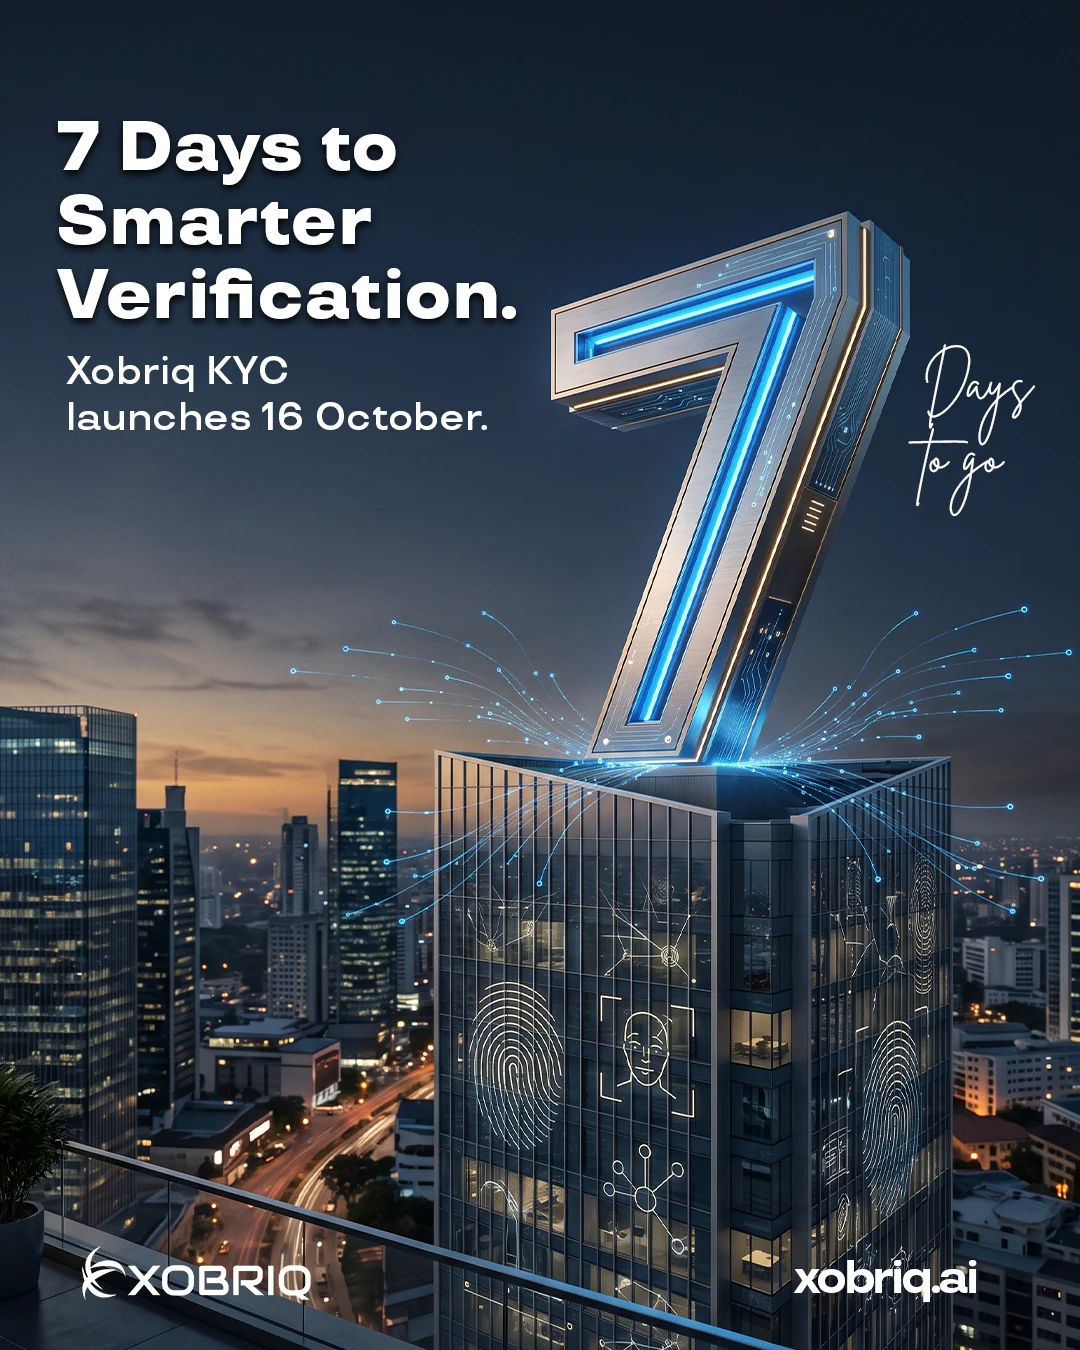 7 Days to
Smarter
Verification.
Xobriq KYC
launches 16 October.
7
Days
to go
XOBRIQ
xobriq.ai